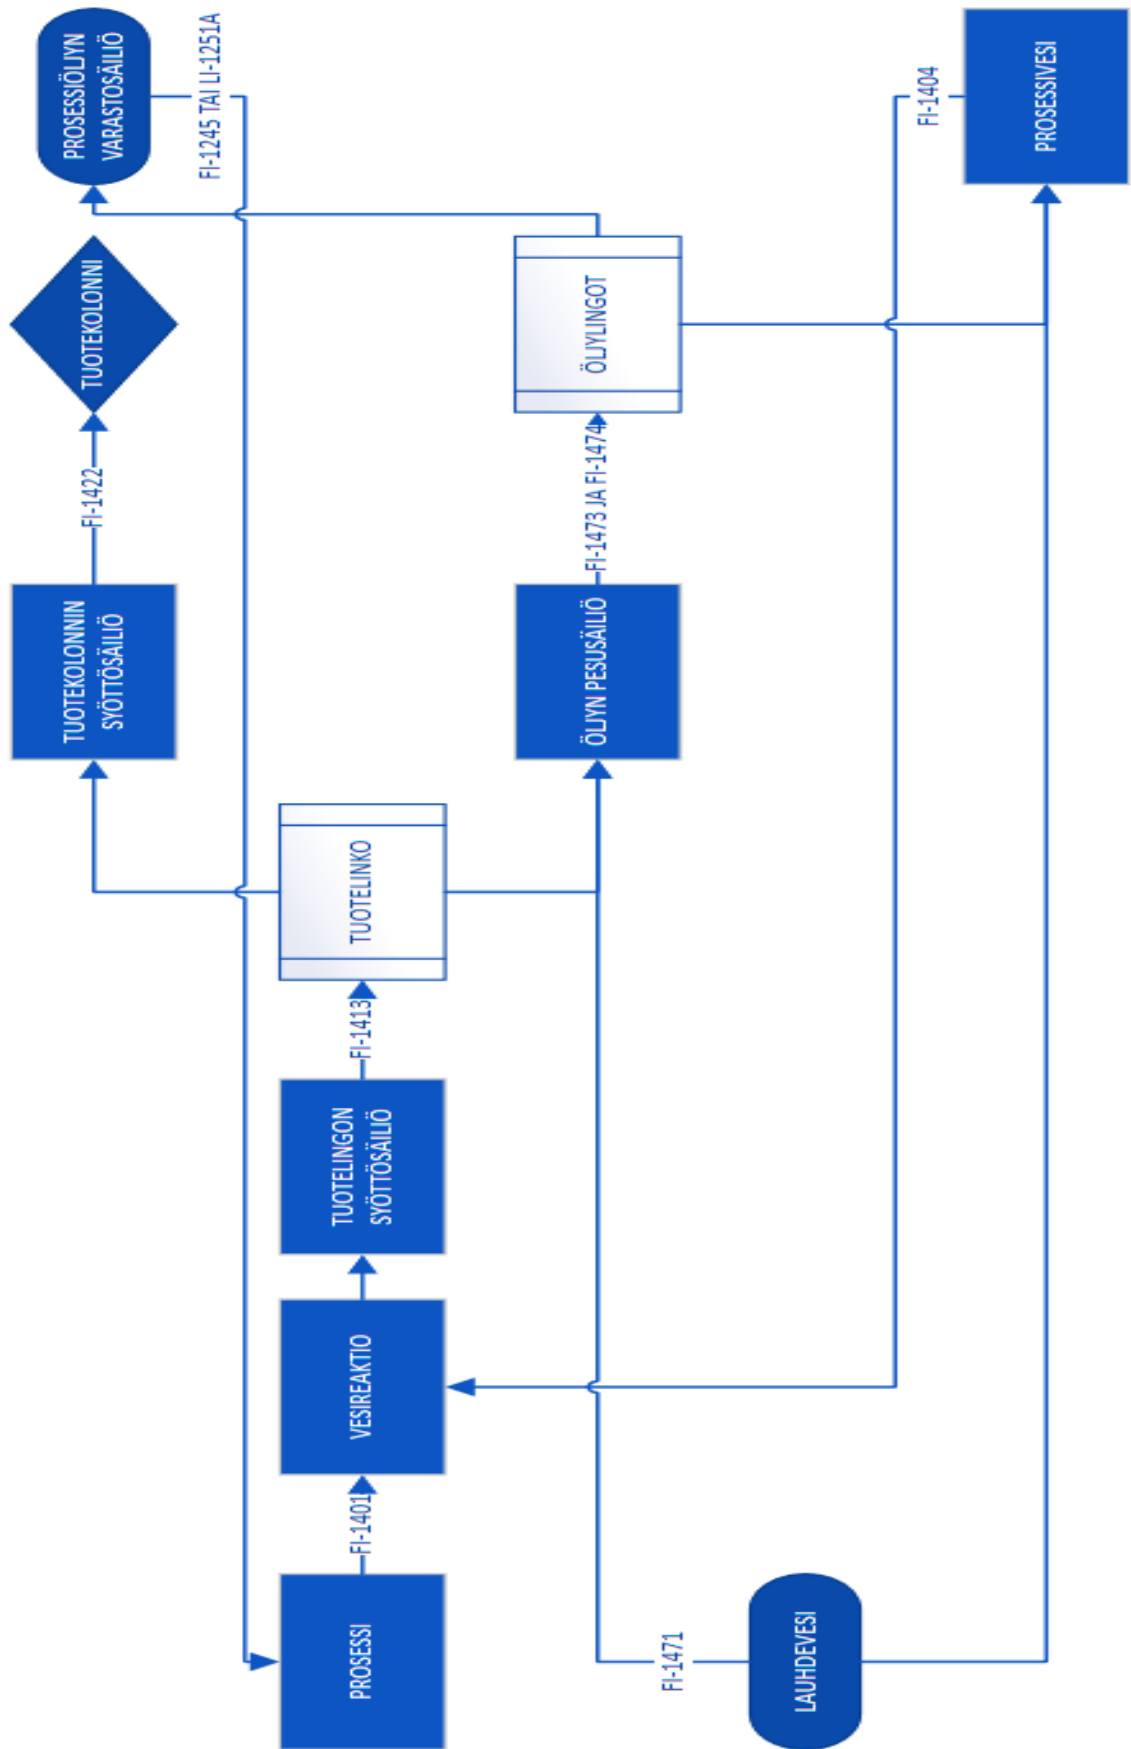 TUOTEKOLONNIN
SYÖTTÖSÄILIÖ
FI-1422
TUOTEKOLONNI
PROSESSIÖLJYN
VARASTOSÄILIÖ
FI-1245 TAI LI-1251A
PROSESSI
FI-1401
VESIREAKTIO
TUOTELINGON
SYÖTTÖSÄILIÖ
FI-1413
TUOTELINKO
ÖLJYN PESUSÄILIÖ
FI-1473 JA FI-1474
ÖLJYLINGOT
FI-1471
LAUHDEVESI
FI-1404
PROSESSIVESI